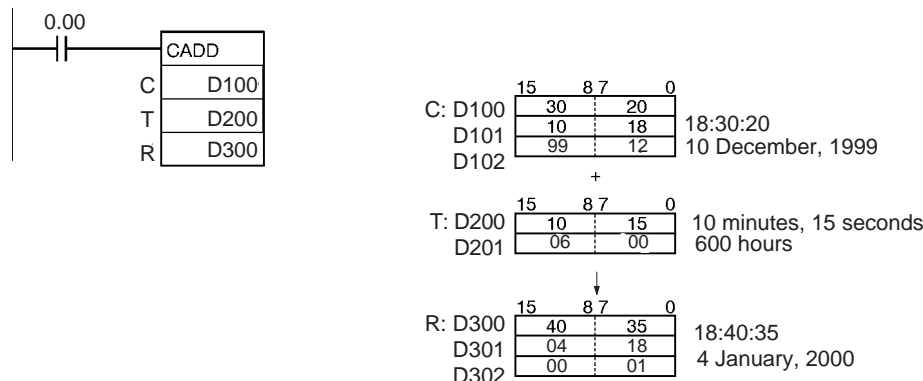 0.00
CADD
C D100
T D200
R D300
15 8 7 0
C: D100 30 20
D101 10 18
D102 99 12
18:30:20
10 December, 1999
+
15 8 7 0
T: D200 10 15 10 minutes, 15 seconds
D201 06 00 600 hours
15 8 7 0
R: D300 40 35
D301 04 18
D302 00 01
18:40:35
4 January, 2000